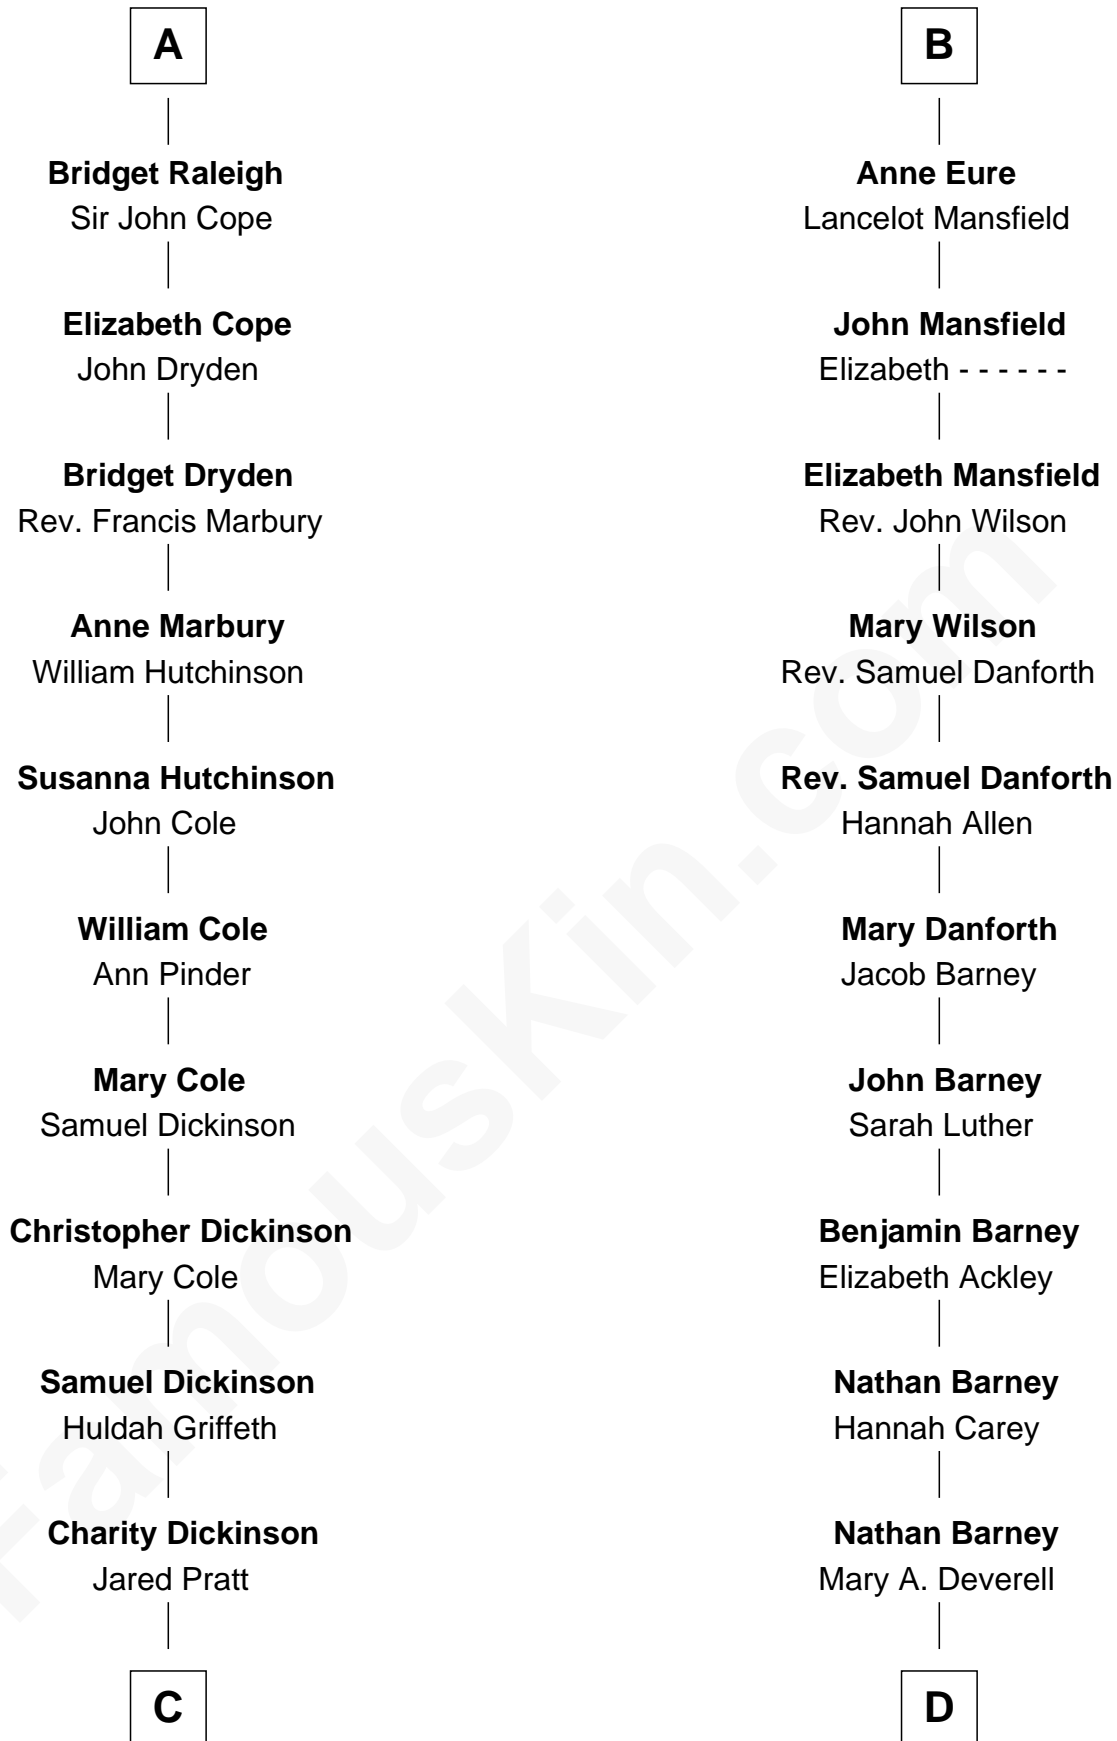 A
Bridget Raleigh
Sir John Cope
Elizabeth Cope
John Dryden
Bridget Dryden
Rev. Francis Marbury
Anne Marbury
William Hutchinson
Susanna Hutchinson
John Cole
William Cole
Ann Pinder
Mary Cole
Samuel Dickinson
Christopher Dickinson
Mary Cole
Samuel Dickinson
Huldah Griffeth
Charity Dickinson
Jared Pratt
C
B
Anne Eure
Lancelot Mansfield
John Mansfield
Elizabeth - - - - - -
Elizabeth Mansfield
Rev. John Wilson
Mary Wilson
Rev. Samuel Danforth
Rev. Samuel Danforth
Hannah Allen
Mary Danforth
Jacob Barney
John Barney
Sarah Luther
Benjamin Barney
Elizabeth Ackley
Nathan Barney
Hannah Carey
Nathan Barney
Mary A. Deverell
D
FamousKin.com